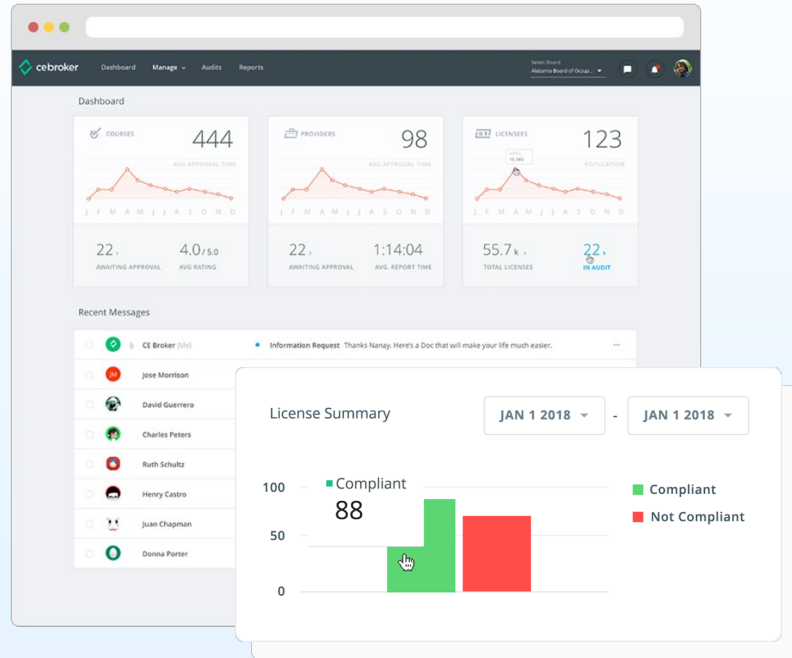 cebroker Dashboard Manage Audits Reports
Select Board
Alabama Board of Occup...
Dashboard
COURSES 444
AVG APPROVAL TIME
J F M A M J J A S O N D
22 4.0 / 5.0
AWAITING APPROVAL AVG RATING
PROVIDERS 98
AVG APPROVAL TIME
J F M A M J J A S O N D
22 1:14:04
AWAITING APPROVAL AVG. REPORT TIME
LICENSEES 123
POPULATION
APRIL
J F M A M J J A S O N D
55.7 k 22
TOTAL LICENSES IN AUDIT
Recent Messages
CE Broker (Me) Information Request Thanks Nanay. Here's a Doc that will make your life much easier. ...
JM Jose Morrison
David Guerrero
Charles Peters
Ruth Schultz
Henry Castro
Juan Chapman
Donna Porter
License Summary JAN 1 2018 - JAN 1 2018
100
50
0
Compliant
88
Compliant
Not Compliant